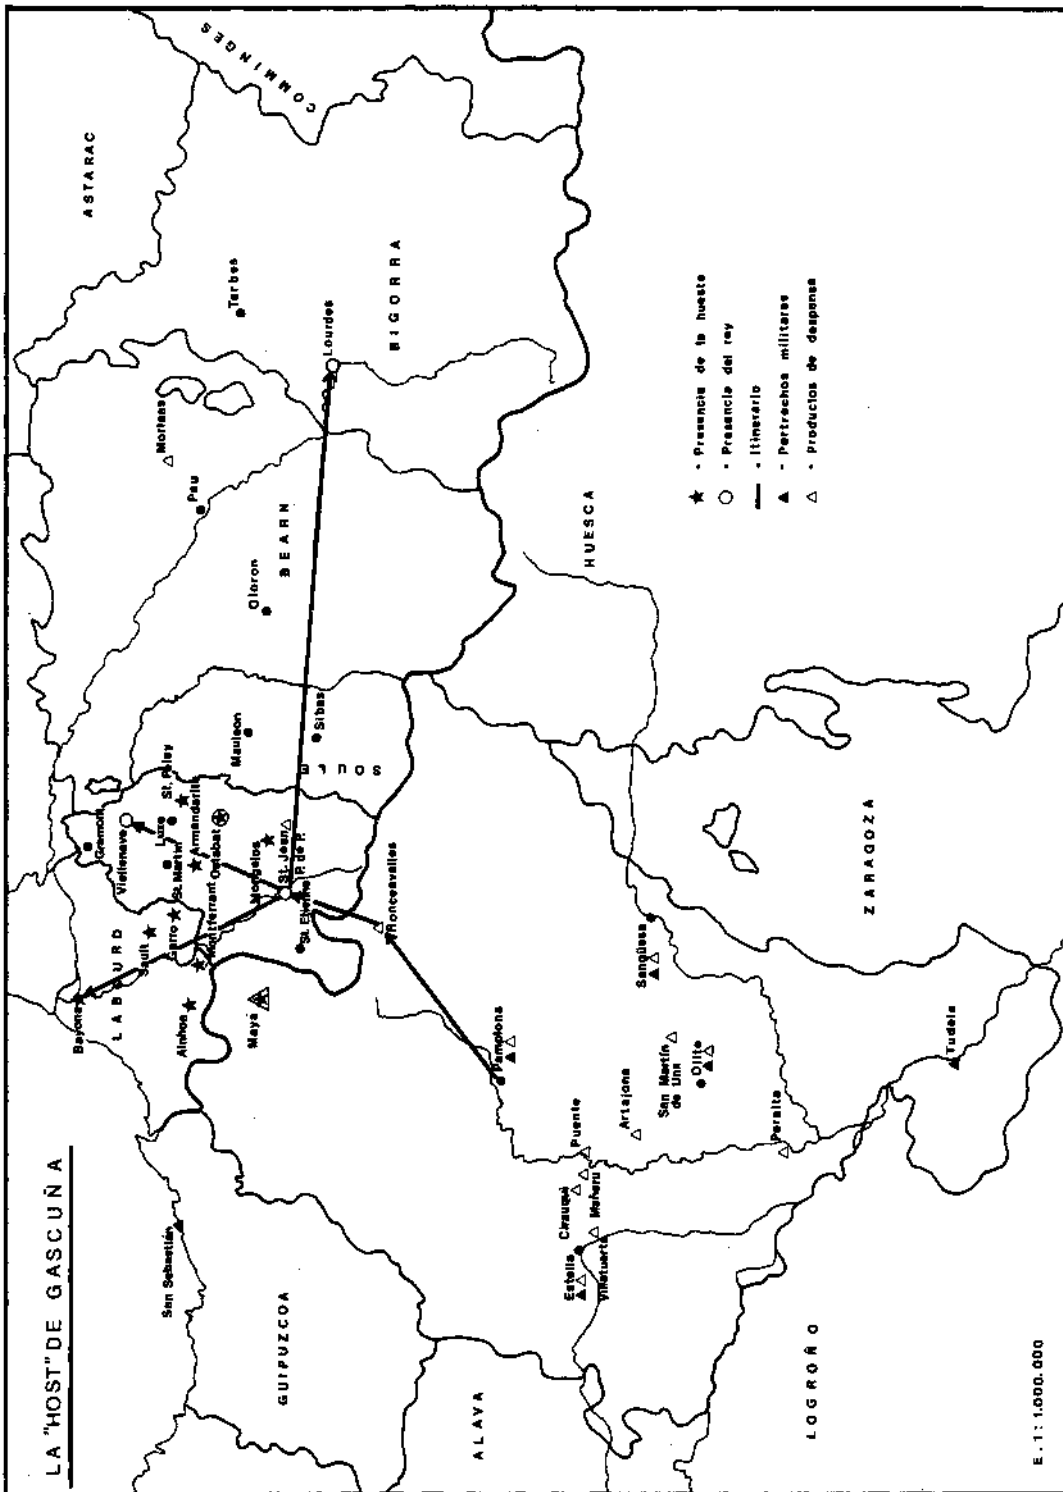 LA "HOST" DE GASCUÑA
ASTARAC
COMMINGES
Tarbes
Lourdes
BIGORRA
Morlans
Pau
BEARN
Oloron
Mauleon
Sibas
SOULE
Gramont
Viellenave
Luxe
St. Pelay
St. Martin
Armandarits
Ostabat
Mongelos
St. Jean
P. de P.
St. Etienne
Garro
Montferrant
Sault
LABOURD
Bayona
Ainhoa
Maya
Roncesvalles
San Sebastián
GUIPUZCOA
Pamplona
HUESCA
Sangüesa
Puente
Artajona
San Martín
de Unx
Olite
Cirauqui
Mañeru
Estella
Villatuerta
Peralta
Tudela
ALAVA
LOGROÑO
ZARAGOZA
★ - Presencia de la hueste
○ - Presencia del rey
— - Itinerario
▲ - Pertrechos militares
△ - Productos de despensa
E. 1: 1.000.000